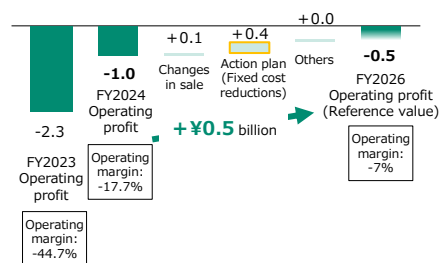 +0.0
+0.1
+0.4
-1.0
Changes
in sale
Action plan
(Fixed cost
reductions)
Others
-0.5
FY2024
Operating
profit
FY2026
Operating profit
(Reference value)
-2.3
+¥0.5 billion
FY2023
Operating
profit
Operating
margin:
-17.7%
Operating
margin:
-7%
Operating
margin:
-44.7%